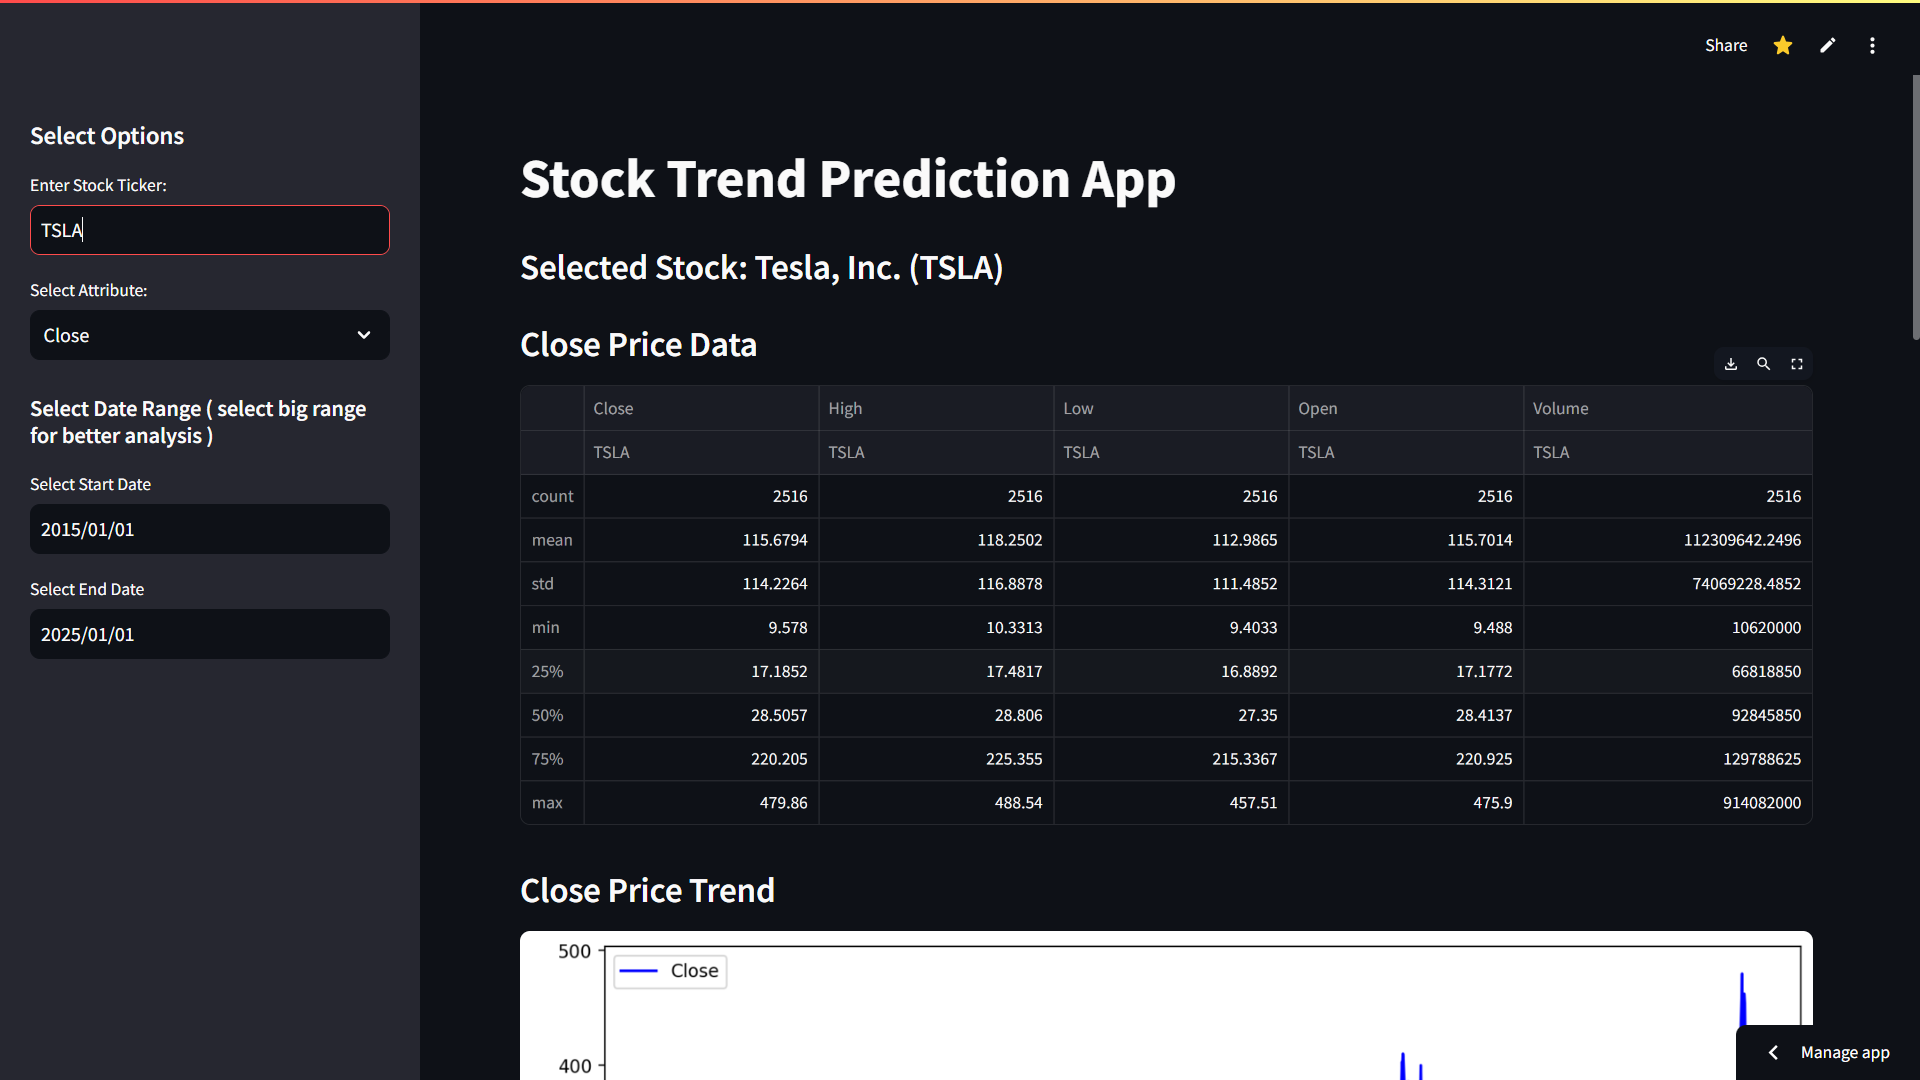 Share
Select Options
Enter Stock Ticker:
TSLA
Select Attribute:
Close
Select Date Range ( select big range
for better analysis )
Select Start Date
2015/01/01
Select End Date
2025/01/01
Stock Trend Prediction App
Selected Stock: Tesla, Inc. (TSLA)
Close Price Data
Close High Low Open Volume
TSLA TSLA TSLA TSLA TSLA
count 2516 2516 2516 2516 2516
mean 115.6794 118.2502 112.9865 115.7014 112309642.2496
std 114.2264 116.8878 111.4852 114.3121 74069228.4852
min 9.578 10.3313 9.4033 9.488 10620000
25% 17.1852 17.4817 16.8892 17.1772 66818850
50% 28.5057 28.806 27.35 28.4137 92845850
75% 220.205 225.355 215.3367 220.925 129788625
max 479.86 488.54 457.51 475.9 914082000
Close Price Trend
500
Close
400
Manage app